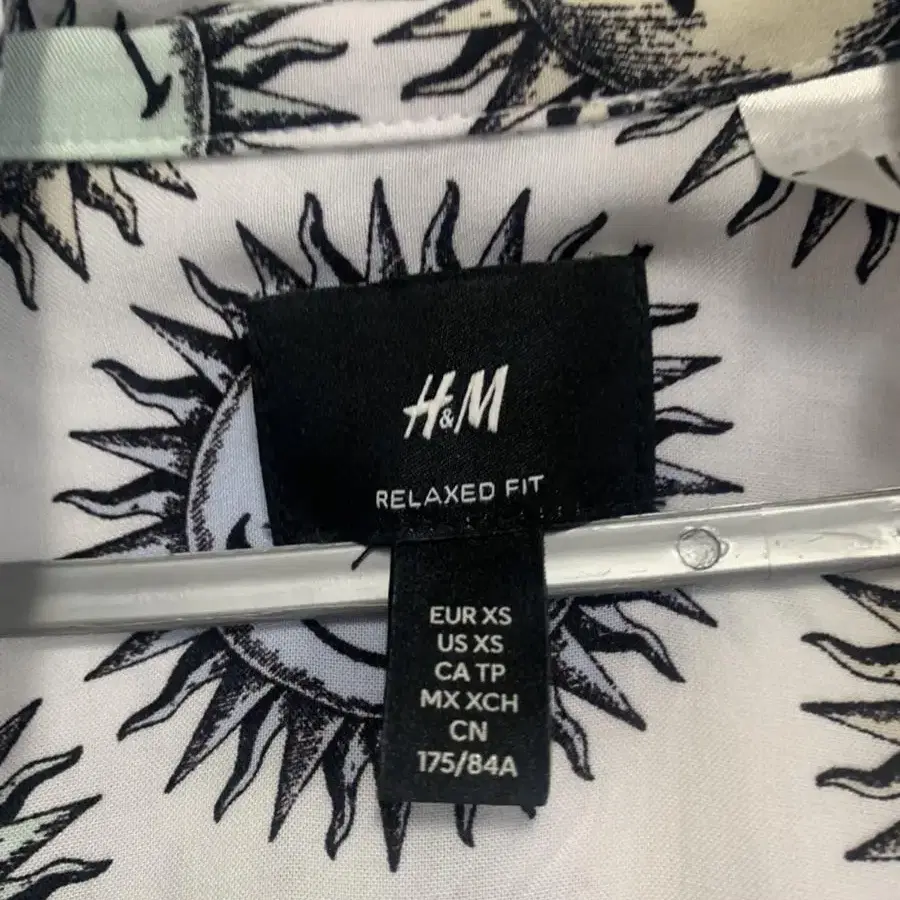 H&M
RELAXED FIT
EUR XS
US XS
CA TP
MX XCH
CN
175/84A